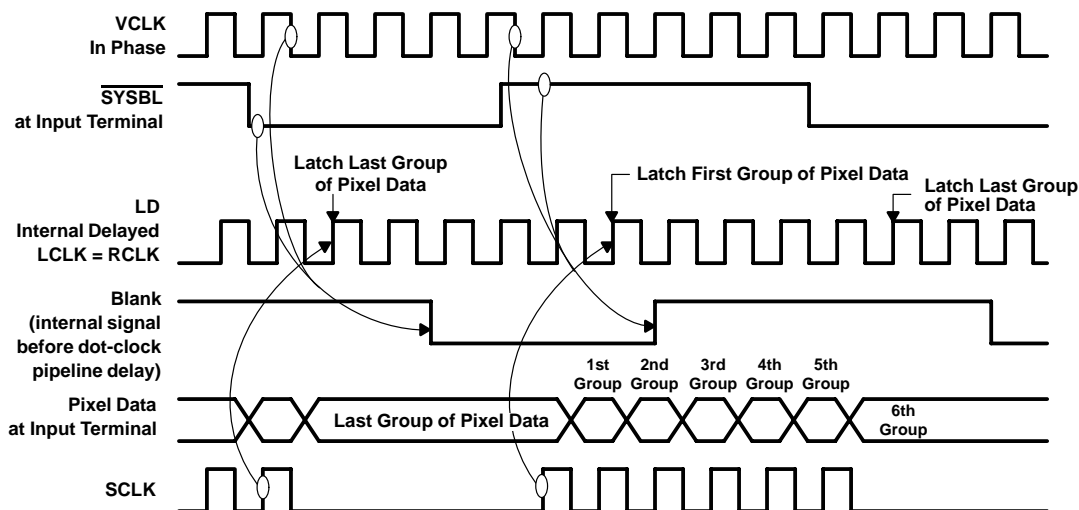 VCLK
In Phase
SYSBL
at Input Terminal
Latch Last Group
of Pixel Data
Latch First Group of Pixel Data
Latch Last Group
of Pixel Data
LD
Internal Delayed
LCLK = RCLK
Blank
(internal signal
before dot-clock
pipeline delay)
1st
Group
2nd
Group
3rd
Group
4th
Group
5th
Group
Pixel Data
at Input Terminal
Last Group of Pixel Data
6th
Group
SCLK